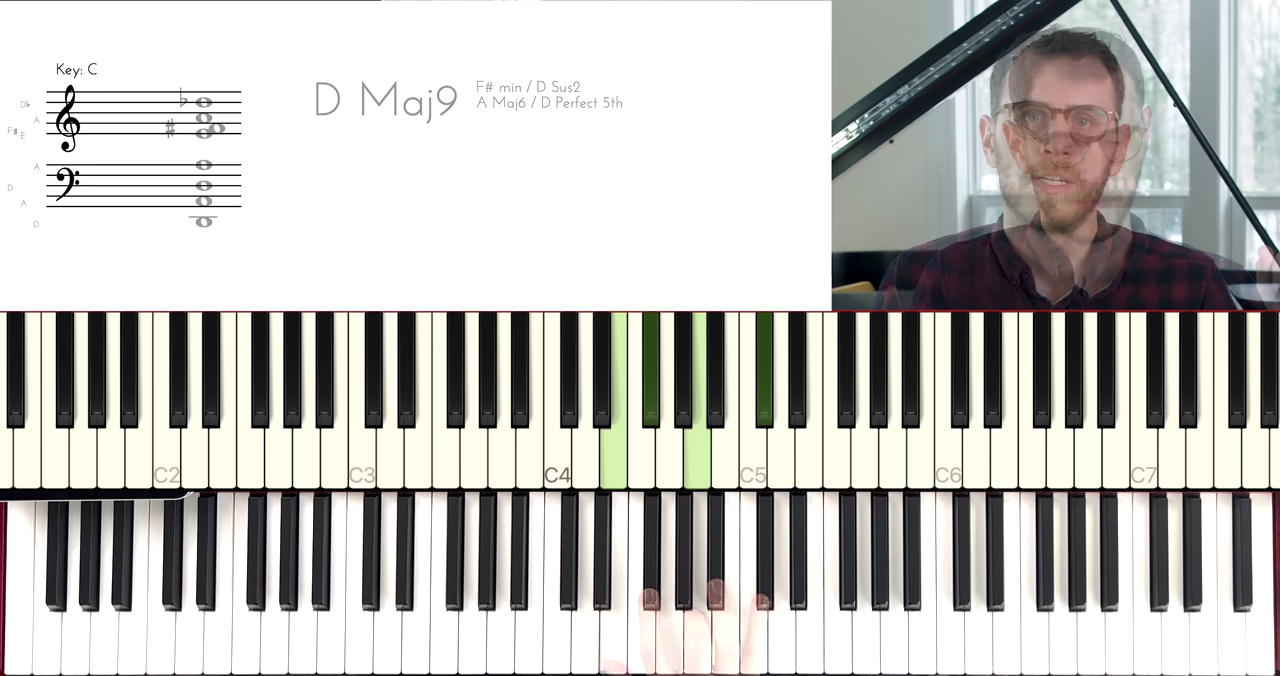 Key: C
D Maj9
F# min / D Sus2
A Maj6 / D Perfect 5th
D♭
A
F# E
A
D
A
D
C2 C3 C4 C5 C6 C7